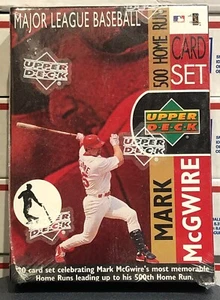 MAJOR LEAGUE BASEBALL
500 HOME RUN
CARD
SET
UPPER
DECK
UPPER
DECK
UPPER
DECK
UPPER
DECK
MARK
McGWIRE
20 card set celebrating Mark McGwire's most memorable
Home Runs leading up to his 500th Home Run.